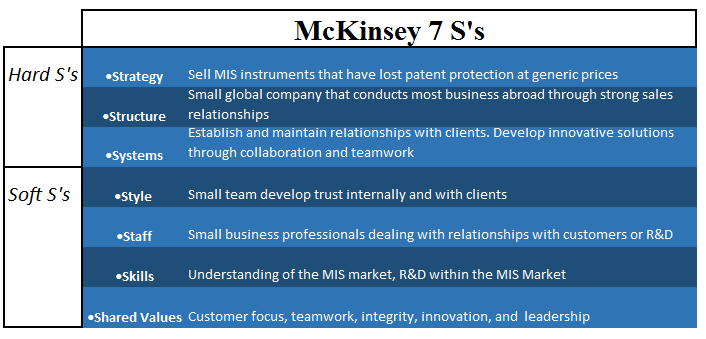 McKinsey 7 S's
Hard S's
•Strategy Sell MIS instruments that have lost patent protection at generic prices
•Structure Small global company that conducts most business abroad through strong sales
relationships
•Systems Establish and maintain relationships with clients. Develop innovative solutions
through collaboration and teamwork
Soft S's
•Style Small team develop trust internally and with clients
•Staff Small business professionals dealing with relationships with customers or R&D
•Skills Understanding of the MIS market, R&D within the MIS Market
•Shared Values Customer focus, teamwork, integrity, innovation, and leadership